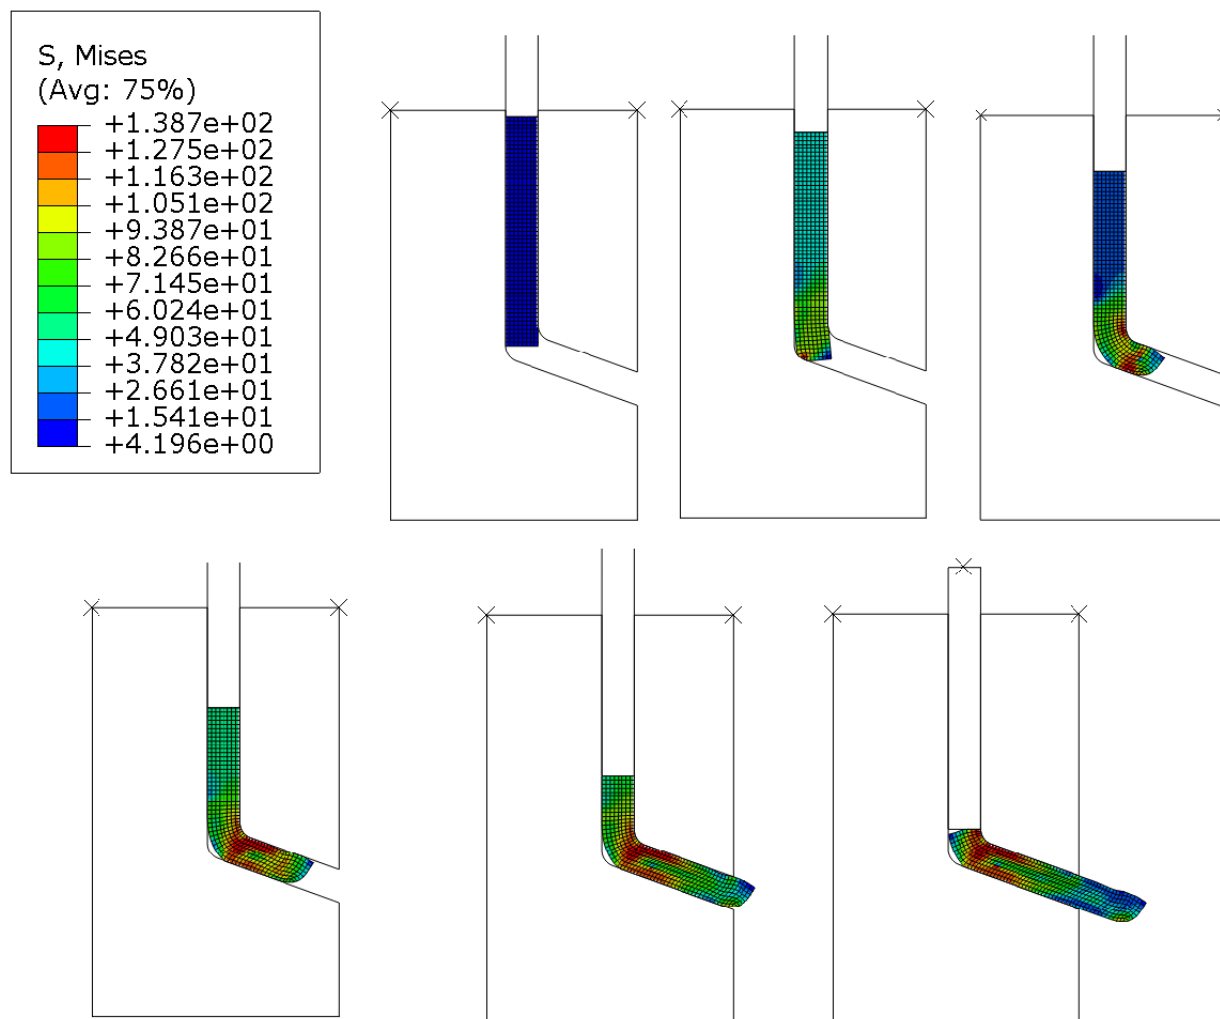 S, Mises
(Avg: 75%)
+1.387e+02
+1.275e+02
+1.163e+02
+1.051e+02
+9.387e+01
+8.266e+01
+7.145e+01
+6.024e+01
+4.903e+01
+3.782e+01
+2.661e+01
+1.541e+01
+4.196e+00